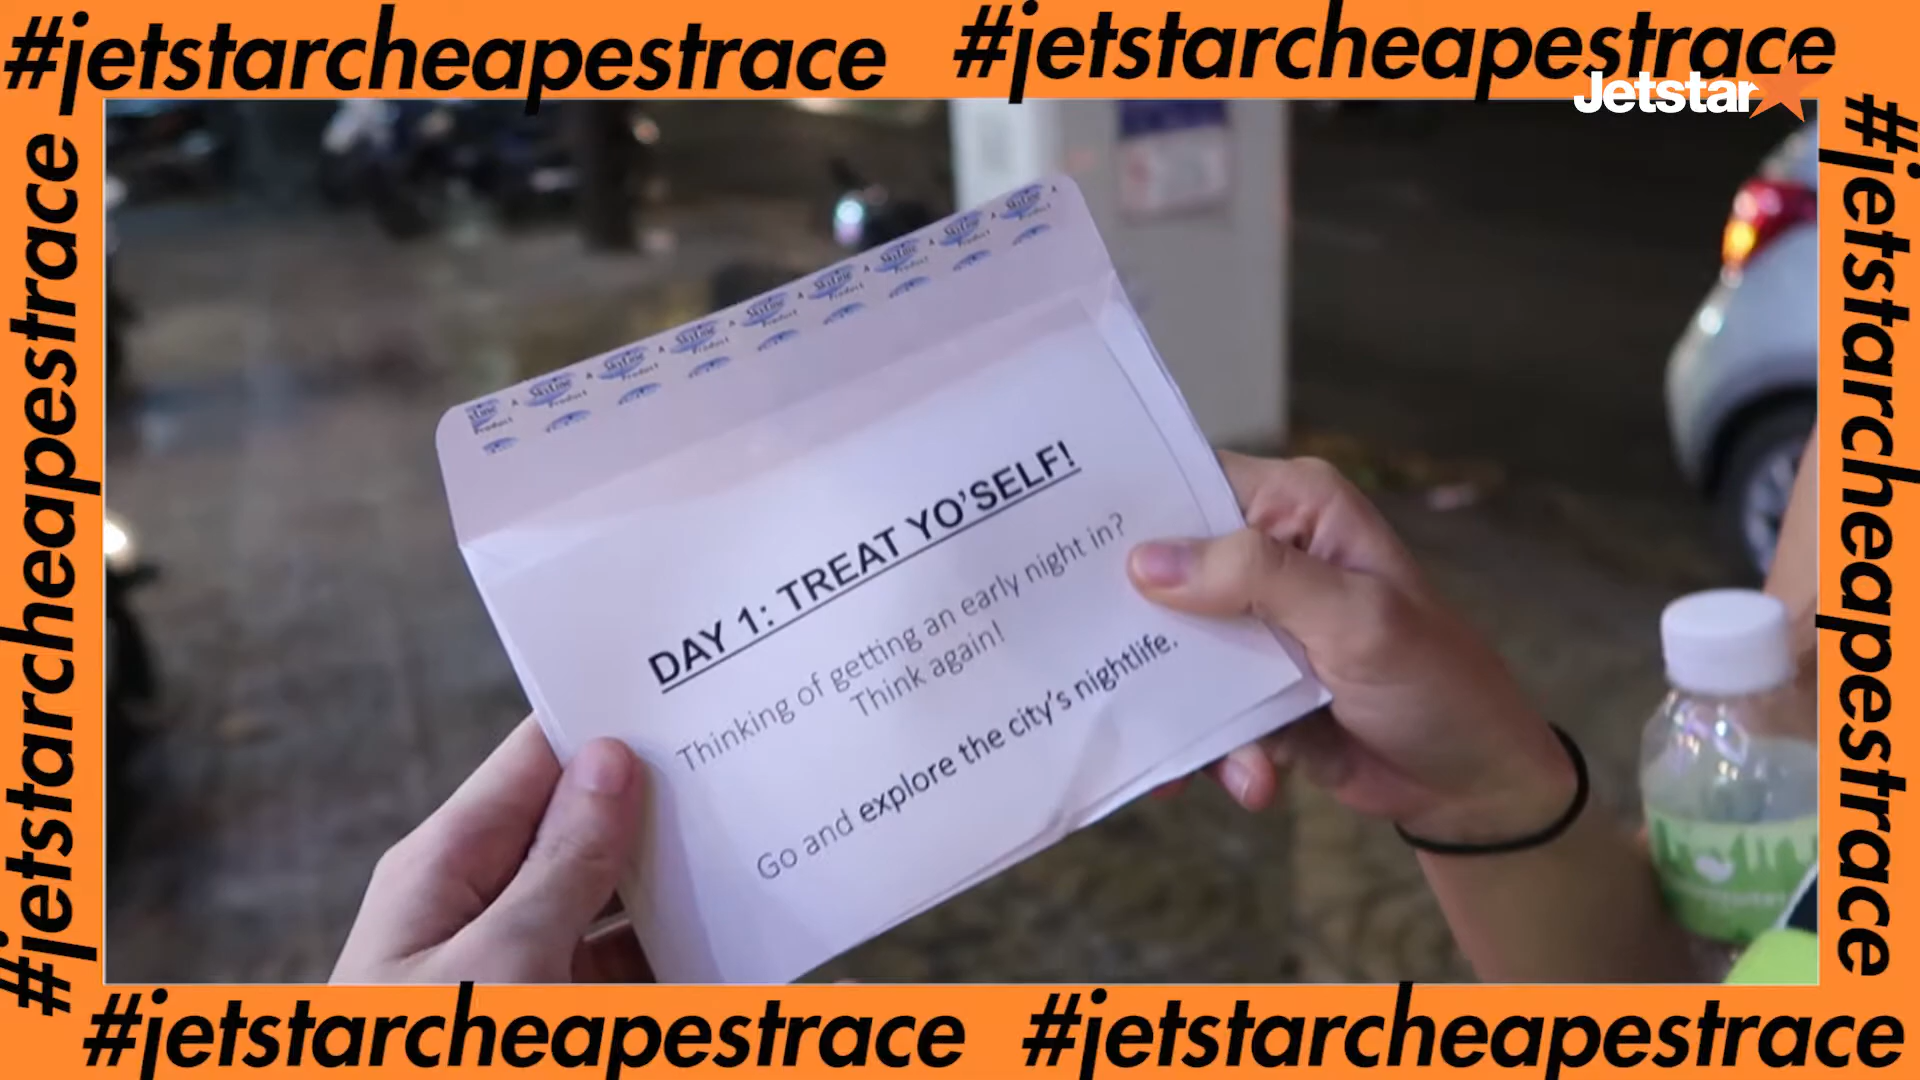 #jetstarcheapestrace #jetstarcheapestrace
Jetstar
#jetstarcheapestrace
#jetstarcheapestrace
DAY 1: TREAT YO'SELF!
Thinking of getting an early night in?
Think again!
Go and explore the city's nightlife.
#jetstarcheapestrace #jetstarcheapestrace